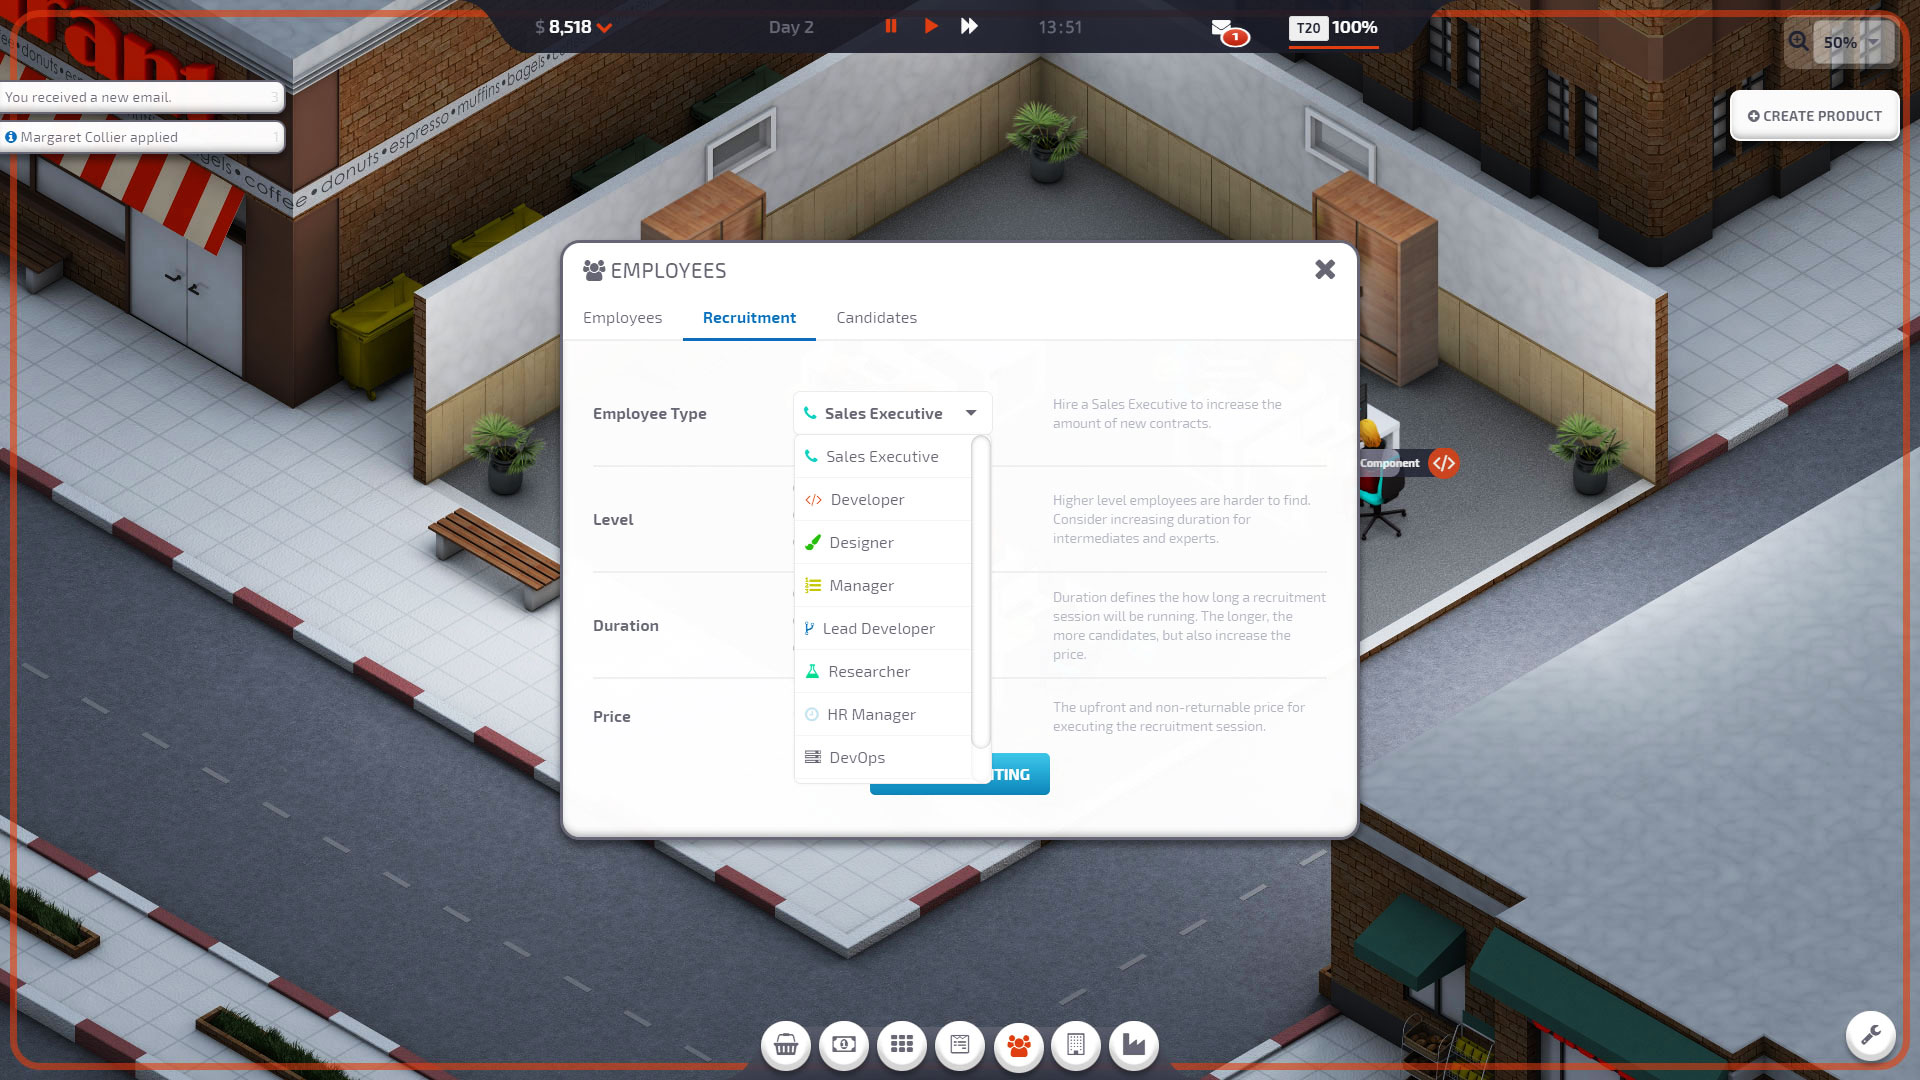 $ 8,518
Day 2
13:51
1
T20 100%
50%
You received a new email. 3
Margaret Collier applied 1
CREATE PRODUCT
donuts
espresso • muffins • bagels
gels • coffee • donuts
EMPLOYEES
Employees
Recruitment
Candidates
Employee Type
Sales Executive
Hire a Sales Executive to increase the
amount of new contracts.
Sales Executive
Developer
Designer
Manager
Lead Developer
Researcher
HR Manager
DevOps
Level
Higher level employees are harder to find.
Consider increasing duration for
intermediates and experts.
Duration
Duration defines the how long a recruitment
session will be running. The longer, the
more candidates, but also increase the
price.
Price
The upfront and non-returnable price for
executing the recruitment session.
TING
Component